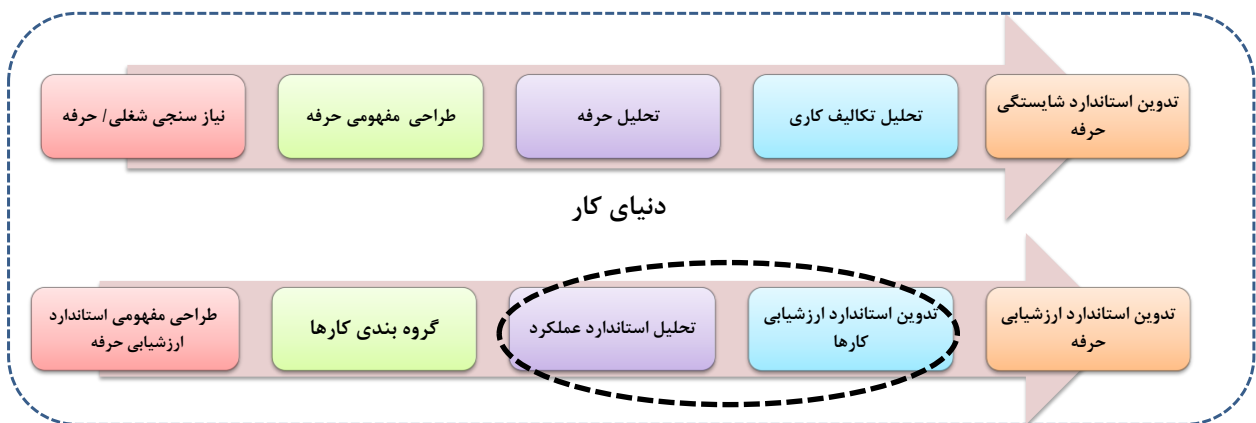 نیاز سنجی شغلی/ حرفه
طراحی مفهومی حرفه
تحلیل حرفه
تحلیل تکالیف کاری
تدوین استاندارد شایستگی
حرفه
دنیای کار
طراحی مفهومی استاندارد
ارزشیابی حرفه
گروه بندی کارها
تحلیل استاندارد عملکرد
تدوین استاندارد ارزشیابی
کارها
تدوین استاندارد ارزشیابی
حرفه